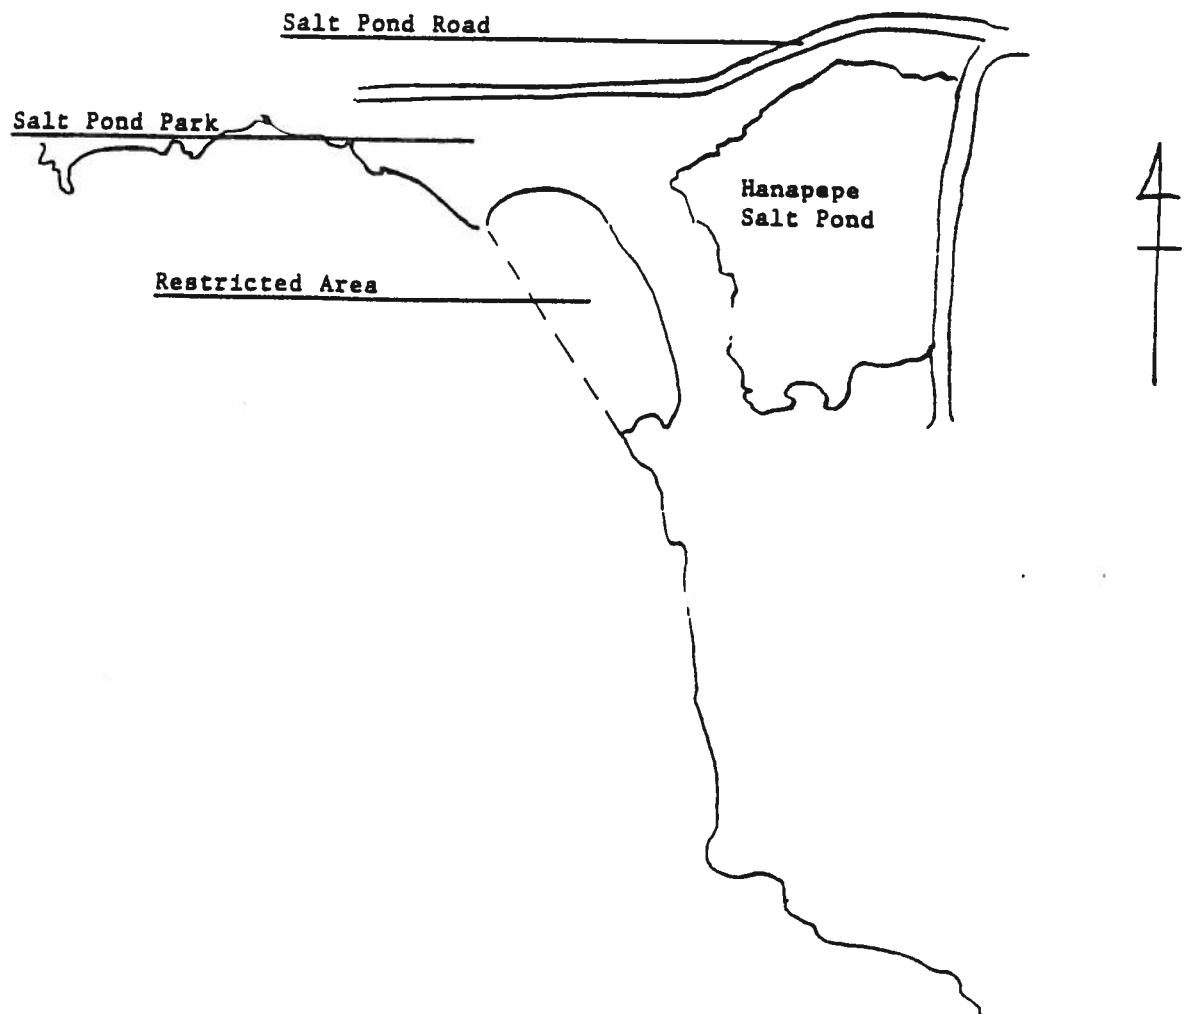 Salt Pond Road
Salt Pond Park
Hanapepe
Salt Pond
Restricted Area